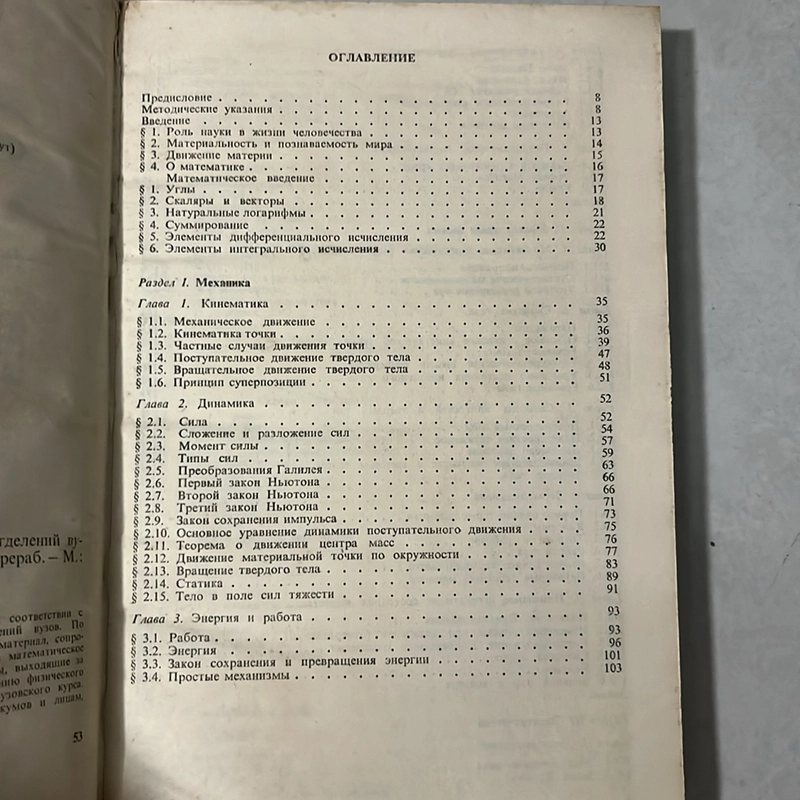 ут)
отделений ву-
рераб. – М.:
соответствии с
ений вузов. По
материал, сопро-
математическое
ы, выходящие за
нию физического
узовского курса.
кумов и лицам,
53
ОГЛАВЛЕНИЕ
Предисловие . . . . . . . . . . . . . . . . . . . . 8
Методические указания . . . . . . . . . . . . . . . . 8
Введение . . . . . . . . . . . . . . . . . . . . 13
§ 1. Роль науки в жизни человечества . . . . . . . . . . . 13
§ 2. Материальность и познаваемость мира . . . . . . . . . . 14
§ 3. Движение материи . . . . . . . . . . . . . . . . 15
§ 4. О математике . . . . . . . . . . . . . . . . . . 16
Математическое введение . . . . . . . . . . . . . . 17
§ 1. Углы . . . . . . . . . . . . . . . . . . . . 17
§ 2. Скаляры и векторы . . . . . . . . . . . . . . . . 18
§ 3. Натуральные логарифмы . . . . . . . . . . . . . . . 21
§ 4. Суммирование . . . . . . . . . . . . . . . . . . 22
§ 5. Элементы дифференциального исчисления . . . . . . . . . 22
§ 6. Элементы интегрального исчисления . . . . . . . . . . . 30
Раздел I. Механика
Глава 1. Кинематика . . . . . . . . . . . . . . . . 35
§ 1.1. Механическое движение . . . . . . . . . . . . . . 35
§ 1.2. Кинематика точки . . . . . . . . . . . . . . . . 36
§ 1.3. Частные случаи движения точки . . . . . . . . . . . 39
§ 1.4. Поступательное движение твердого тела . . . . . . . . . 47
§ 1.5. Вращательное движение твердого тела . . . . . . . . . 48
§ 1.6. Принцип суперпозиции . . . . . . . . . . . . . . 51
Глава 2. Динамика . . . . . . . . . . . . . . . . . 52
§ 2.1. Сила . . . . . . . . . . . . . . . . . . . . 52
§ 2.2. Сложение и разложение сил . . . . . . . . . . . . 54
§ 2.3. Момент силы . . . . . . . . . . . . . . . . . 57
§ 2.4. Типы сил . . . . . . . . . . . . . . . . . . 59
§ 2.5. Преобразования Галилея . . . . . . . . . . . . . 63
§ 2.6. Первый закон Ньютона . . . . . . . . . . . . . . 66
§ 2.7. Второй закон Ньютона . . . . . . . . . . . . . . 66
§ 2.8. Третий закон Ньютона . . . . . . . . . . . . . . 71
§ 2.9. Закон сохранения импульса . . . . . . . . . . . . . 73
§ 2.10. Основное уравнение динамики поступательного движения . . . 75
§ 2.11. Теорема о движении центра масс . . . . . . . . . . 76
§ 2.12. Движение материальной точки по окружности . . . . . . 77
§ 2.13. Вращение твердого тела . . . . . . . . . . . . . 83
§ 2.14. Статика . . . . . . . . . . . . . . . . . . 89
§ 2.15. Тело в поле сил тяжести . . . . . . . . . . . . . 91
Глава 3. Энергия и работа . . . . . . . . . . . . . . 93
§ 3.1. Работа . . . . . . . . . . . . . . . . . . . 93
§ 3.2. Энергия . . . . . . . . . . . . . . . . . . . 96
§ 3.3. Закон сохранения и превращения энергии . . . . . . . . 101
§ 3.4. Простые механизмы . . . . . . . . . . . . . . . 103